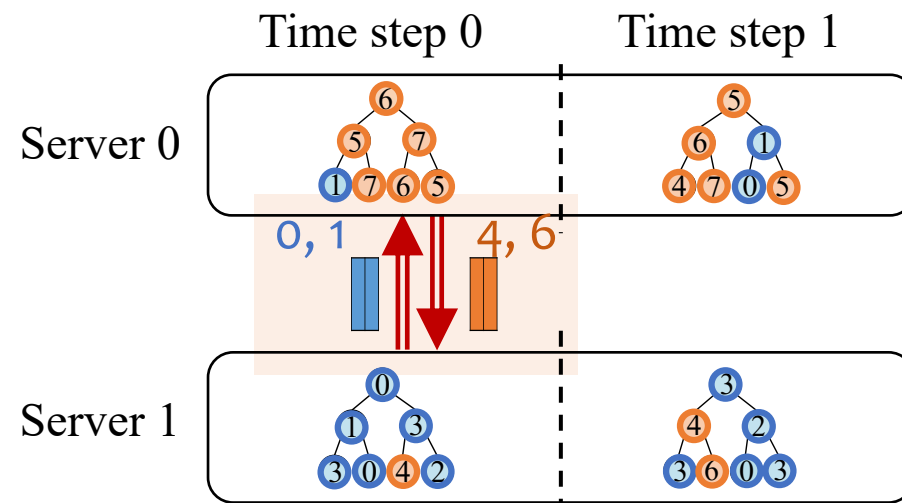 Time step 0 Time step 1
Server 0
6
5 7
1 7 6 5
5
6 1
4 7 0 5
0, 1 4, 6
Server 1
0
1 3
3 0 4 2
3
4 2
3 6 0 3